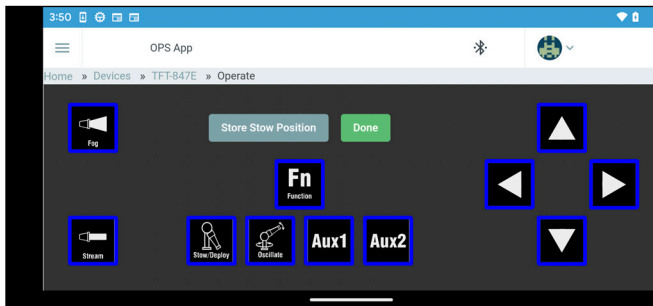 3:50
OPS App
Home » Devices » TFT-847E » Operate
Fog
Store Stow Position
Done
Fn
Function
Stream
Stow/Deploy
Oscillate
Aux1
Aux2